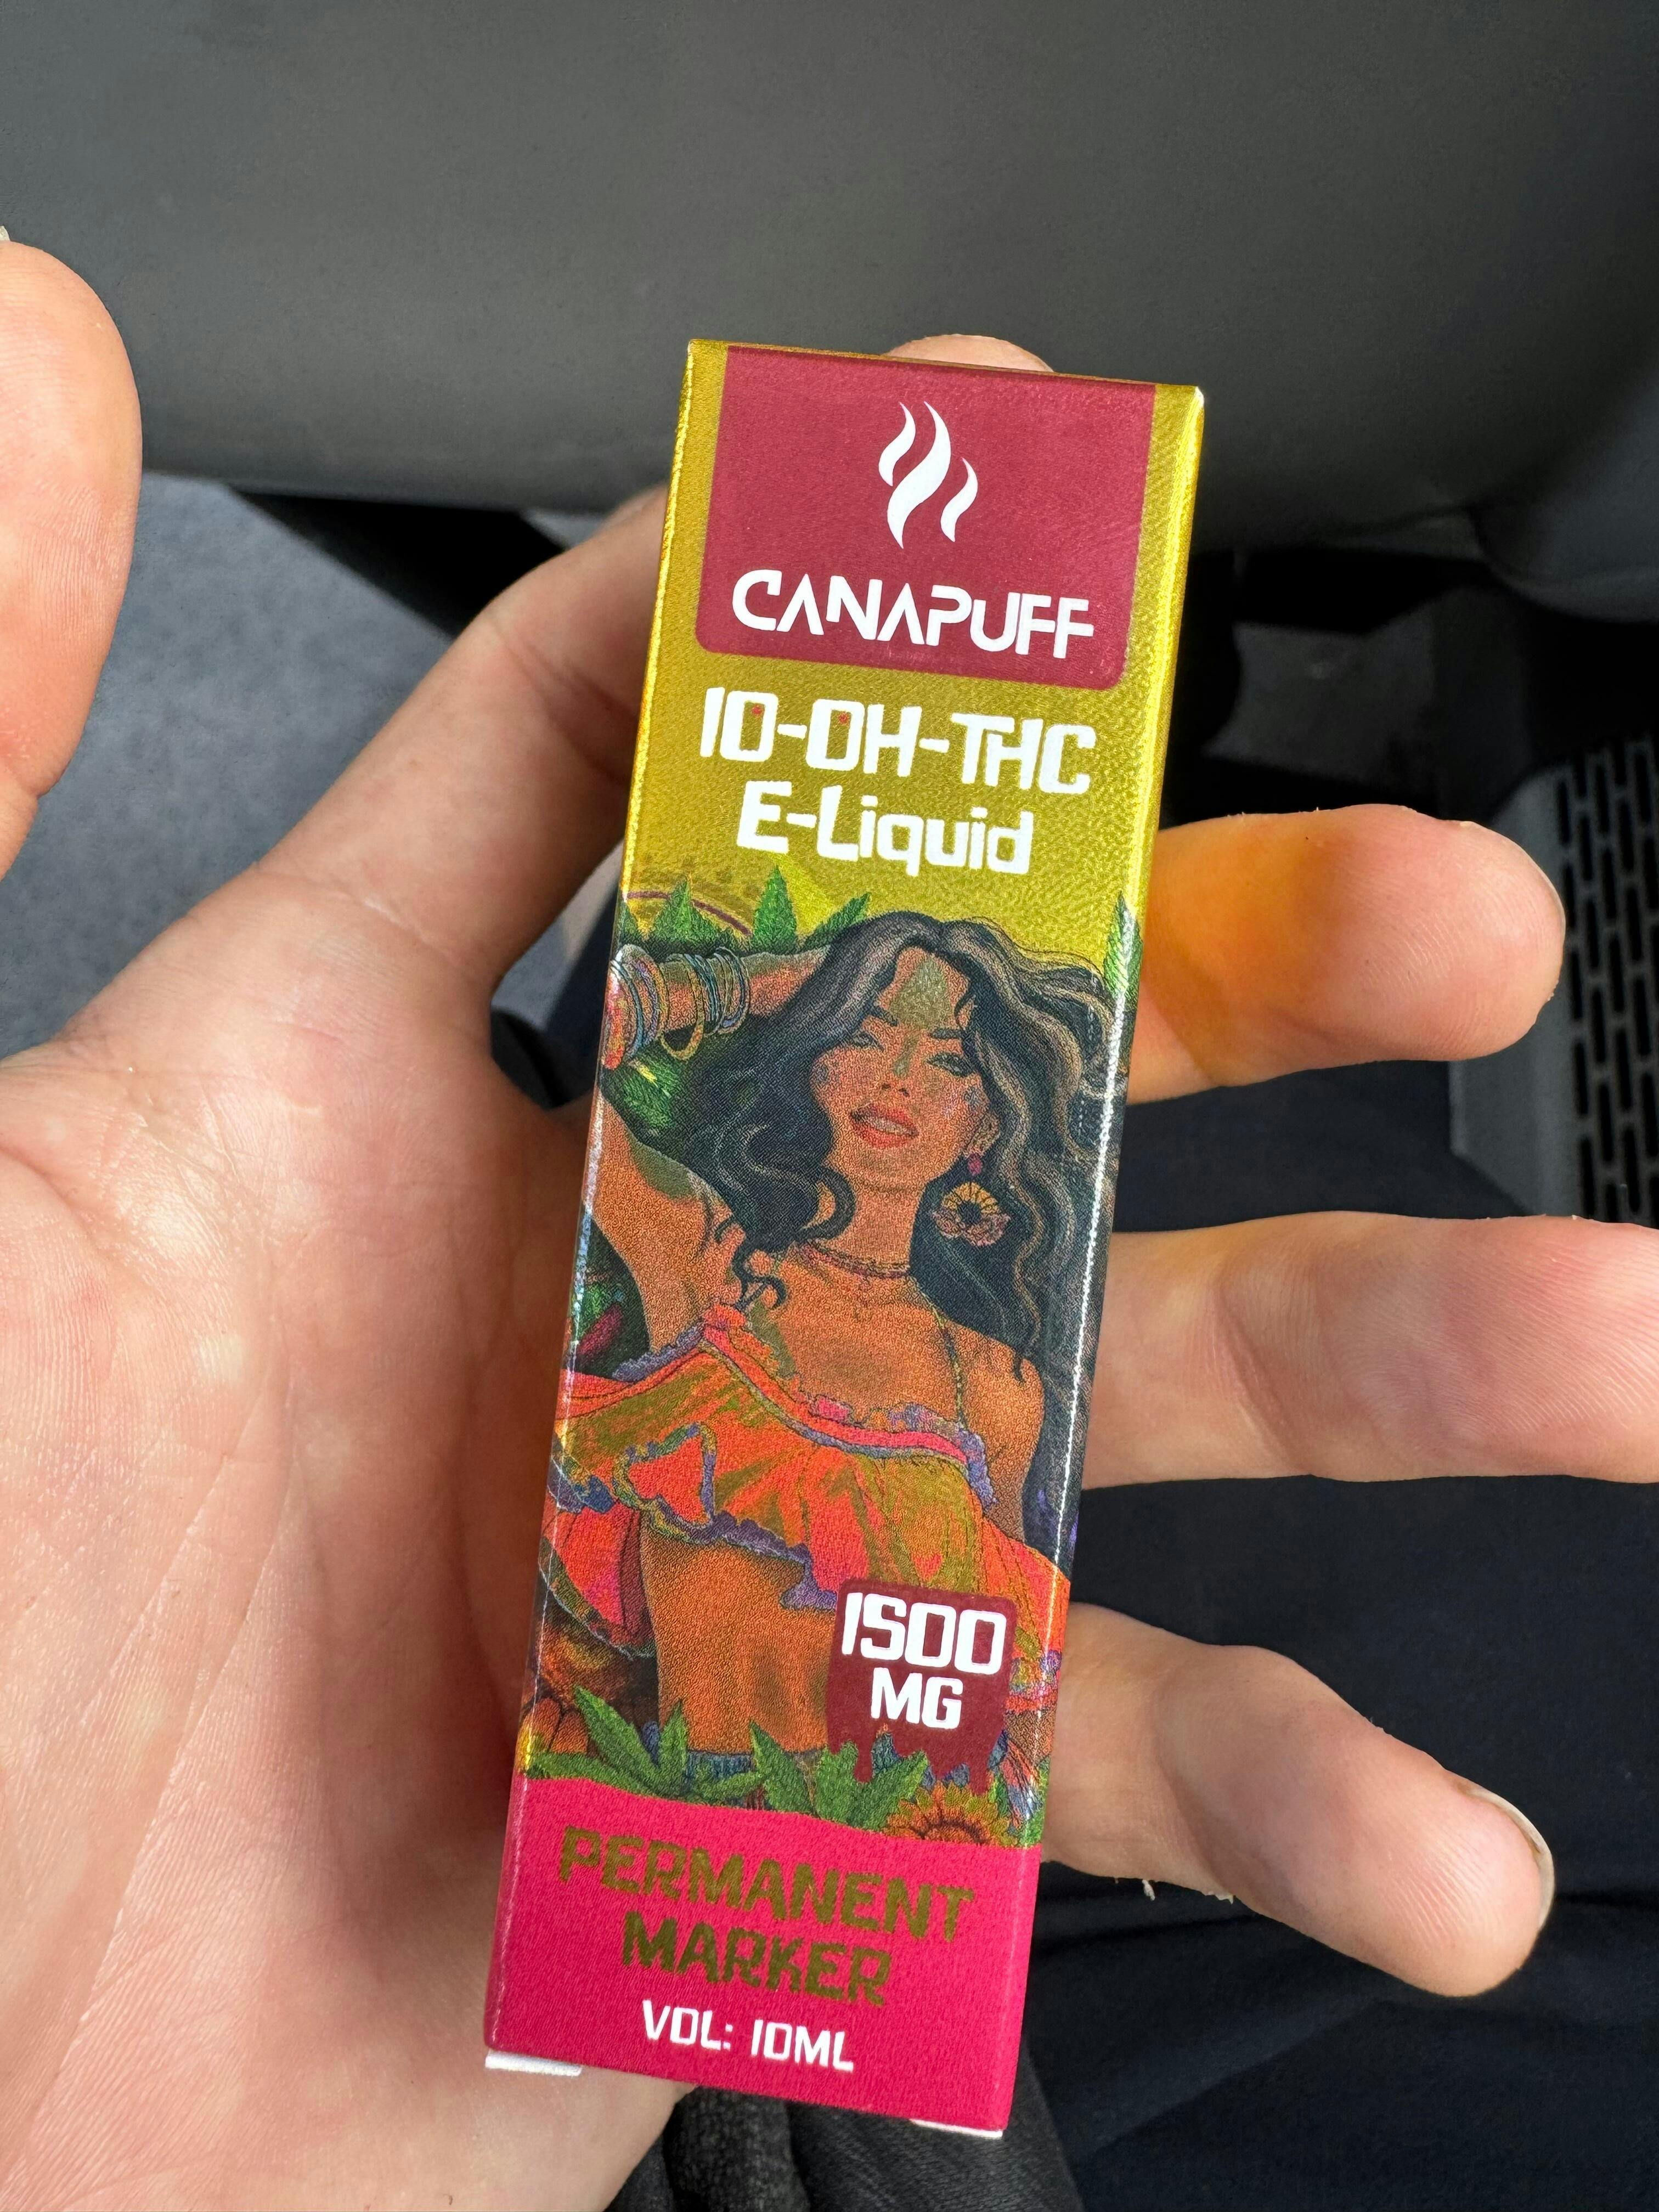 CANAPUFF
10-OH-THC
E-Liquid
1500
MG
PERMANENT
MARKER
VOL: 10ML